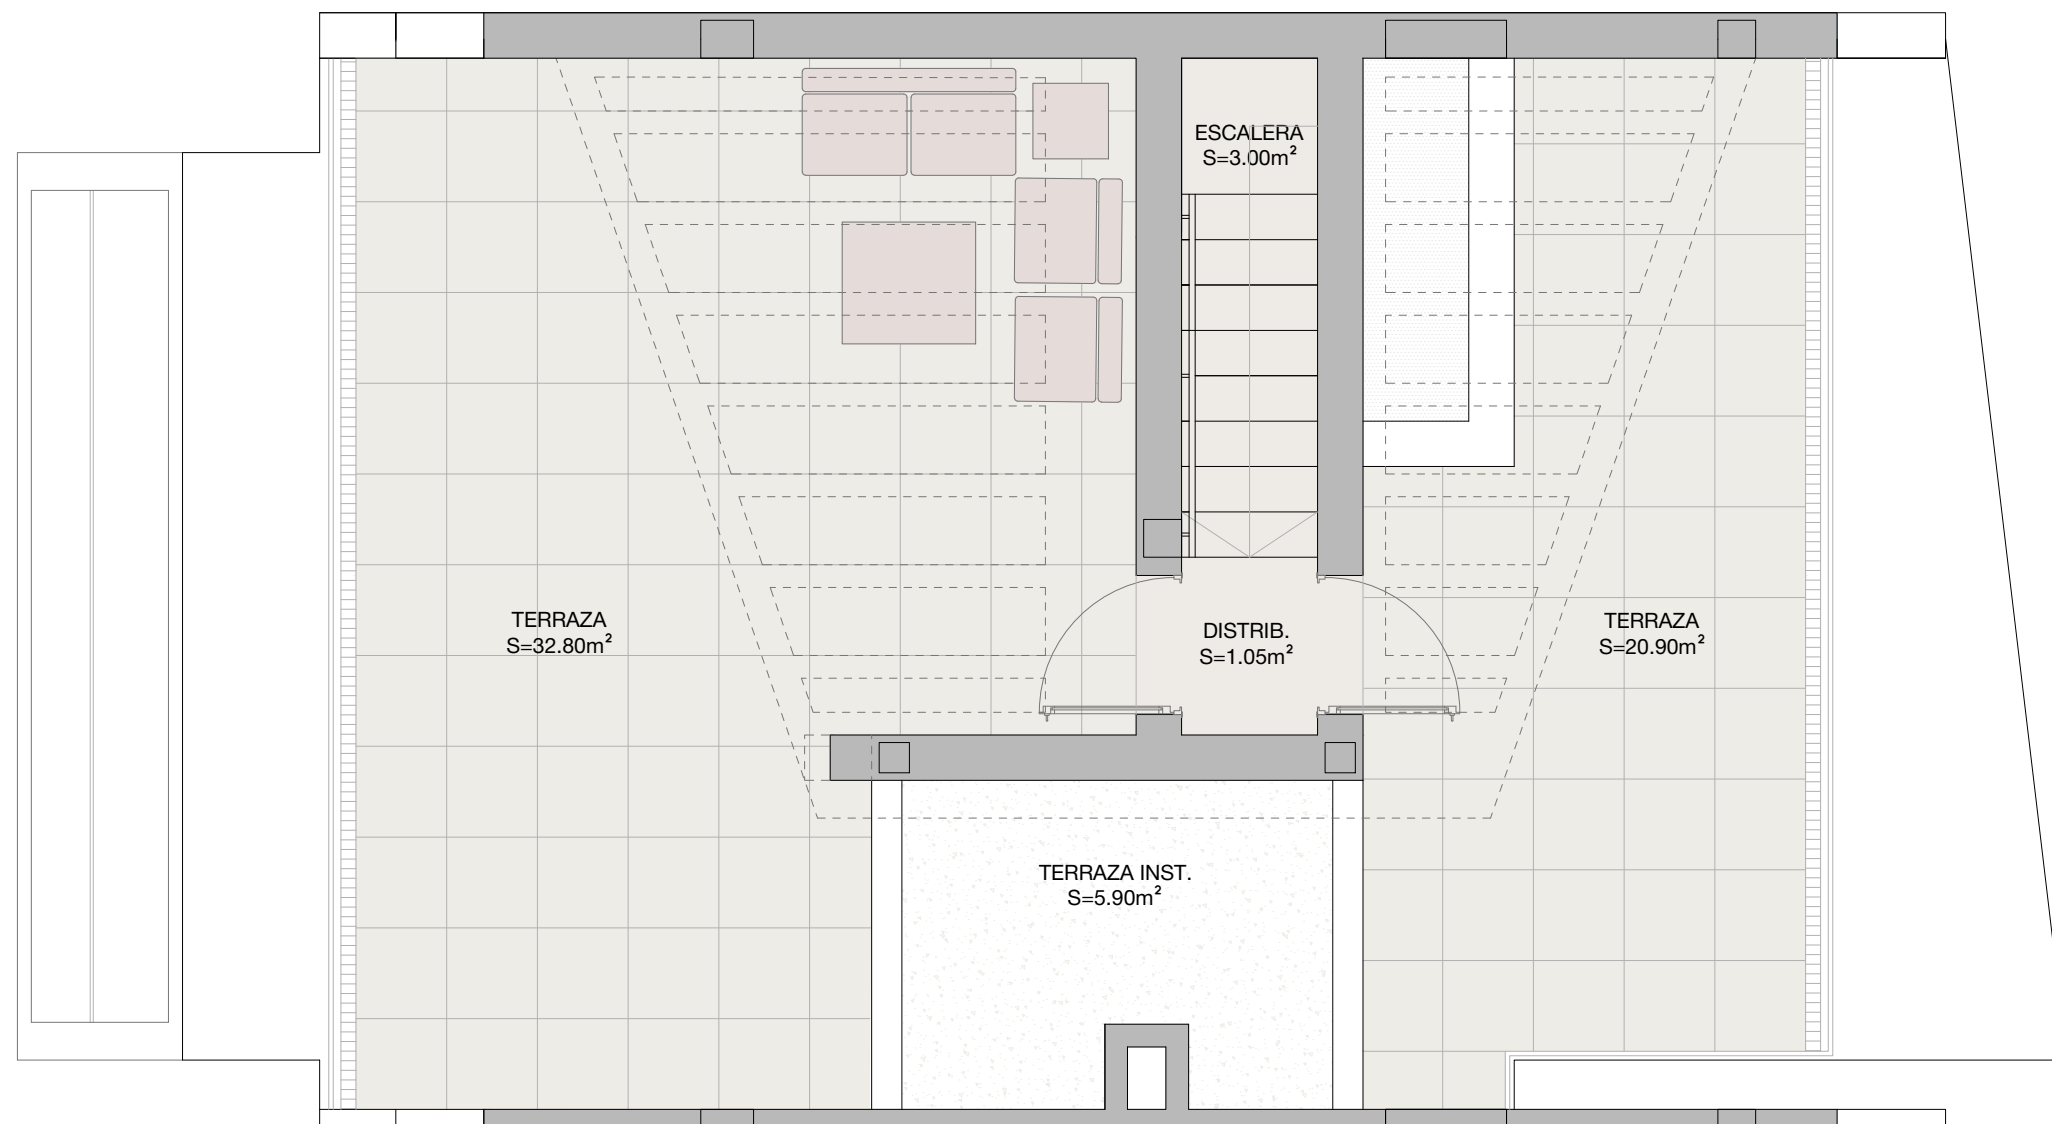 ESCALERA
S=3.00m²
TERRAZA
S=32.80m²
DISTRIB.
S=1.05m²
TERRAZA
S=20.90m²
TERRAZA INST.
S=5.90m²